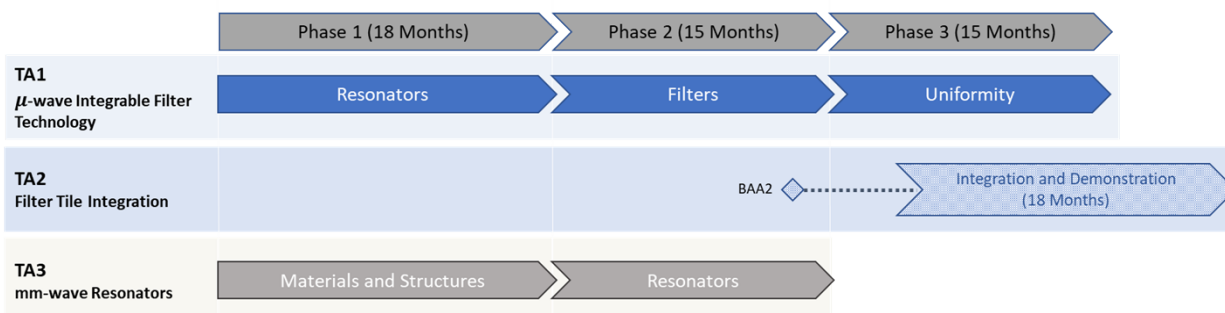 Phase 1 (18 Months)
Phase 2 (15 Months)
Phase 3 (15 Months)
TA1
μ-wave Integrable Filter
Technology
Resonators
Filters
Uniformity
TA2
Filter Tile Integration
BAA2
Integration and Demonstration
(18 Months)
TA3
mm-wave Resonators
Materials and Structures
Resonators